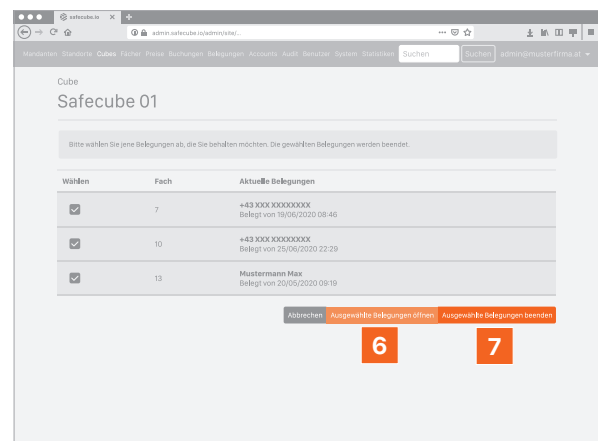 safecube.io
admin.safecube.io/admin/site/...
Mandanten Standorte Cubes Fächer Preise Buchungen Belegungen Accounts Audit Benutzer System Statistiken Suchen Suchen admin@musterfirma.at
Cube
Safecube 01
Bitte wählen Sie jene Belegungen ab, die Sie behalten möchten. Die gewählten Belegungen werden beendet.
Wählen Fach Aktuelle Belegungen
7 +43 XXX XXXXXXXX
Belegt von 19/06/2020 08:46
10 +43 XXX XXXXXXXX
Belegt von 25/06/2020 22:29
13 Mustermann Max
Belegt von 20/05/2020 09:19
Abbrechen Ausgewählte Belegungen öffnen Ausgewählte Belegungen beenden
6 7